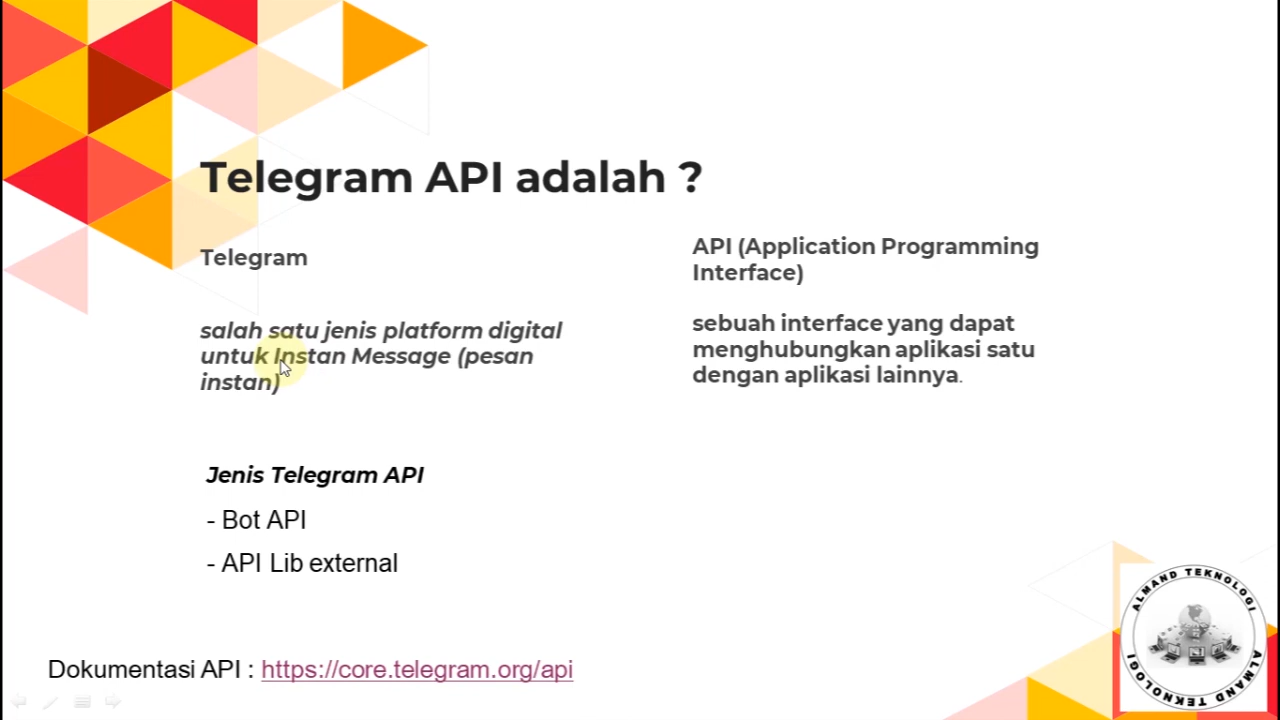 Telegram API adalah ?
Telegram
salah satu jenis platform digital
untuk Instan Message (pesan
instan)
API (Application Programming
Interface)
sebuah interface yang dapat
menghubungkan aplikasi satu
dengan aplikasi lainnya.
Jenis Telegram API
- Bot API
- API Lib external
Dokumentasi API : https://core.telegram.org/api
ALMAND TEKNOLOGI
ALMAND TEKNOLOGI